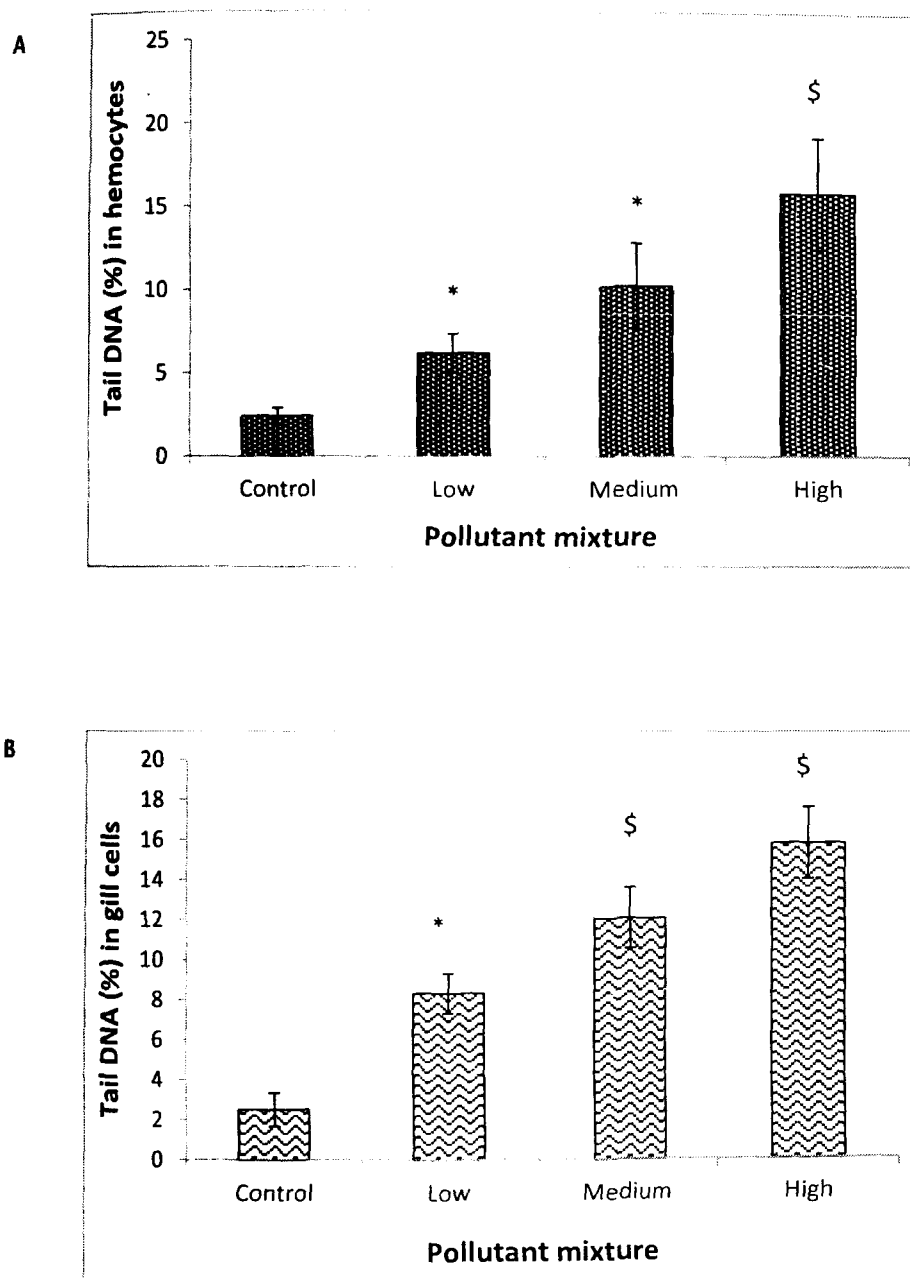 A
Tail DNA (%) in hemocytes
25
20
15
10
5
0
*
*
$
Control Low Medium High
Pollutant mixture
B
Tail DNA (%) in gill cells
20
18
16
14
12
10
8
6
4
2
0
*
$
$
Control Low Medium High
Pollutant mixture